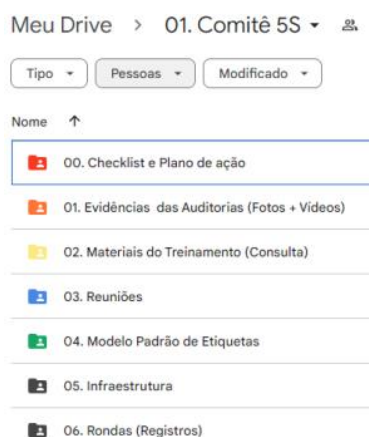 Meu Drive > 01. Comitê 5S
Tipo Pessoas Modificado
Nome
00. Checklist e Plano de ação
01. Evidências das Auditorias (Fotos + Vídeos)
02. Materiais do Treinamento (Consulta)
03. Reuniões
04. Modelo Padrão de Etiquetas
05. Infraestrutura
06. Rondas (Registros)